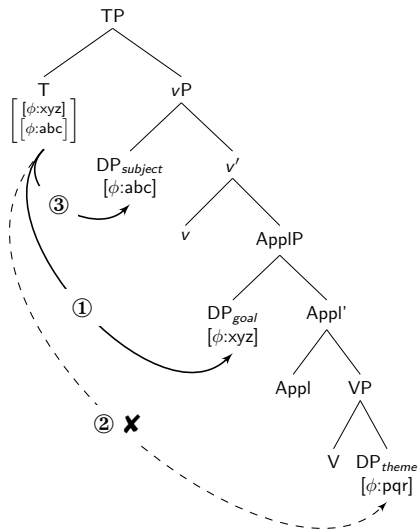 TP
T vP
[ϕ:xyz]
[ϕ:abc]
DPsubject v′
[ϕ:abc]
③
v ApplP
①
DPgoal Appl'
[ϕ:xyz]
Appl VP
② ✘
V DPtheme
[ϕ:pqr]